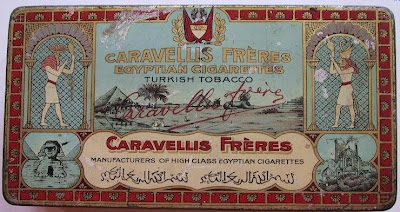 CARAVELLIS FRÈRES
EGYPTIAN CIGARETTES
TURKISH TOBACCO
Caravellis frères
CARAVELLIS FRÈRES
MANUFACTURERS OF HIGH CLASS EGYPTIAN CIGARETTES